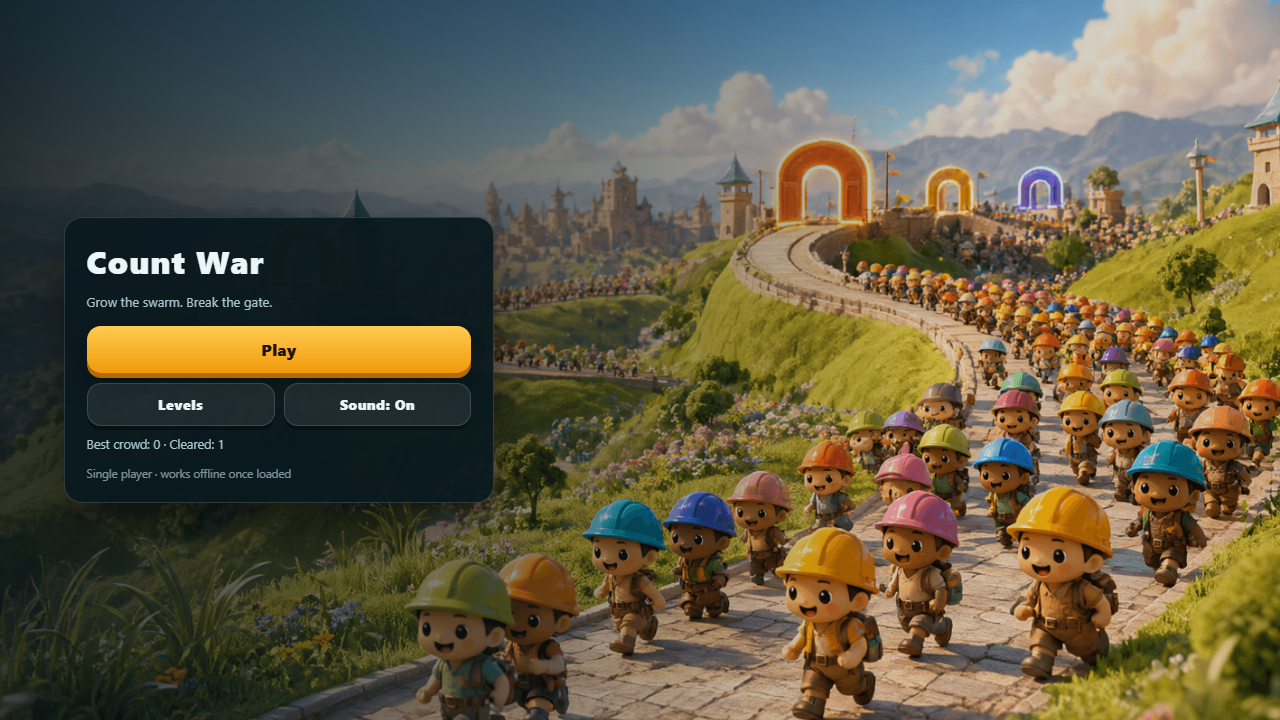 Count War
Grow the swarm. Break the gate.
Play
Levels
Sound: On
Best crowd: 0 · Cleared: 1
Single player · works offline once loaded